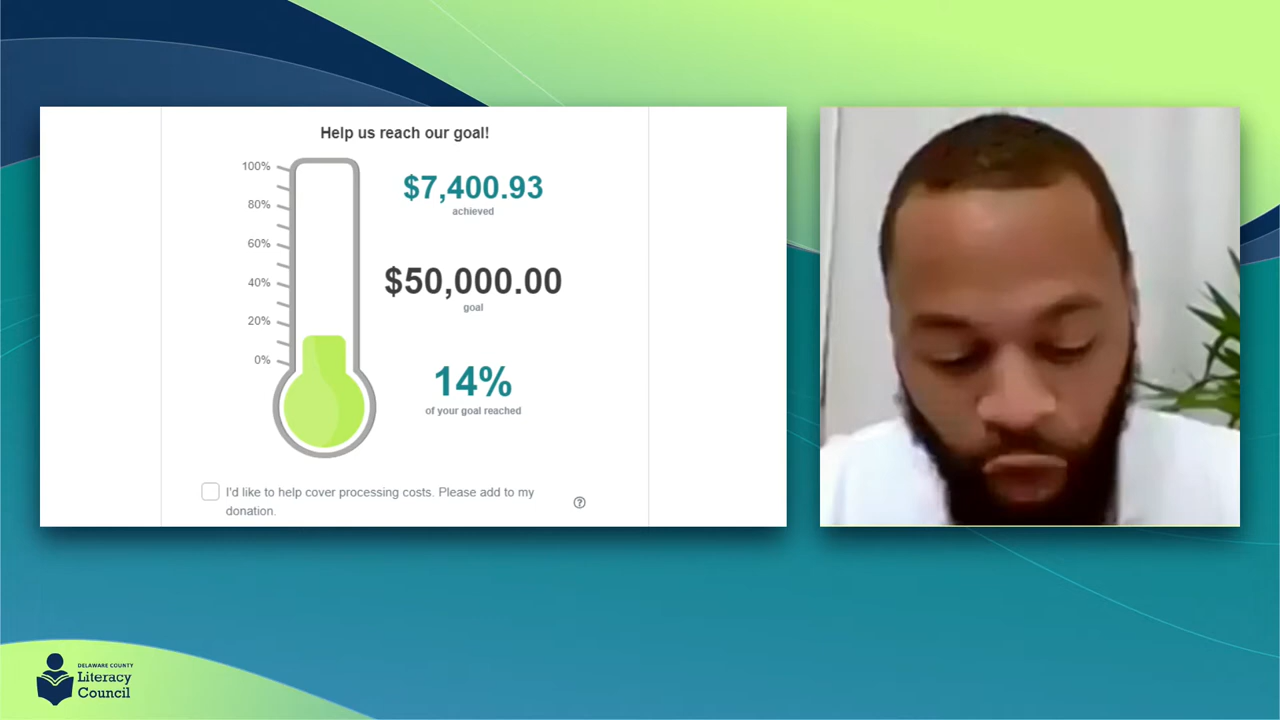 Help us reach our goal!
100%
80%
60%
40%
20%
0%
$7,400.93
achieved
$50,000.00
goal
14%
of your goal reached
I'd like to help cover processing costs. Please add to my
donation.
?
DELAWARE COUNTY
Literacy
Council